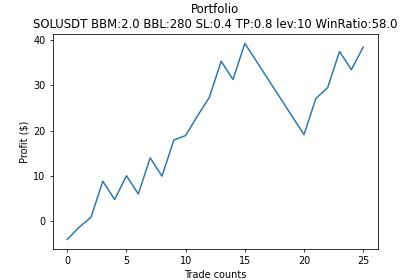 Portfolio
SOLUSDT BBM:2.0 BBL:280 SL:0.4 TP:0.8 lev:10 WinRatio:58.0
40
30
20
10
0
Profit ($)
0 5 10 15 20 25
Trade counts